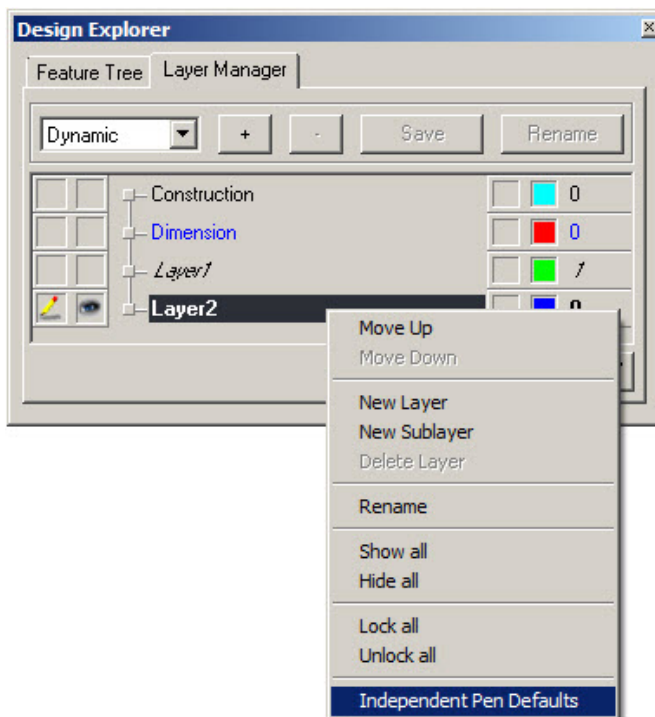 Design Explorer
Feature Tree Layer Manager
Dynamic + - Save Rename
Construction 0
Dimension 0
Layer1 1
Layer2 0
Move Up
Move Down
New Layer
New Sublayer
Delete Layer
Rename
Show all
Hide all
Lock all
Unlock all
Independent Pen Defaults